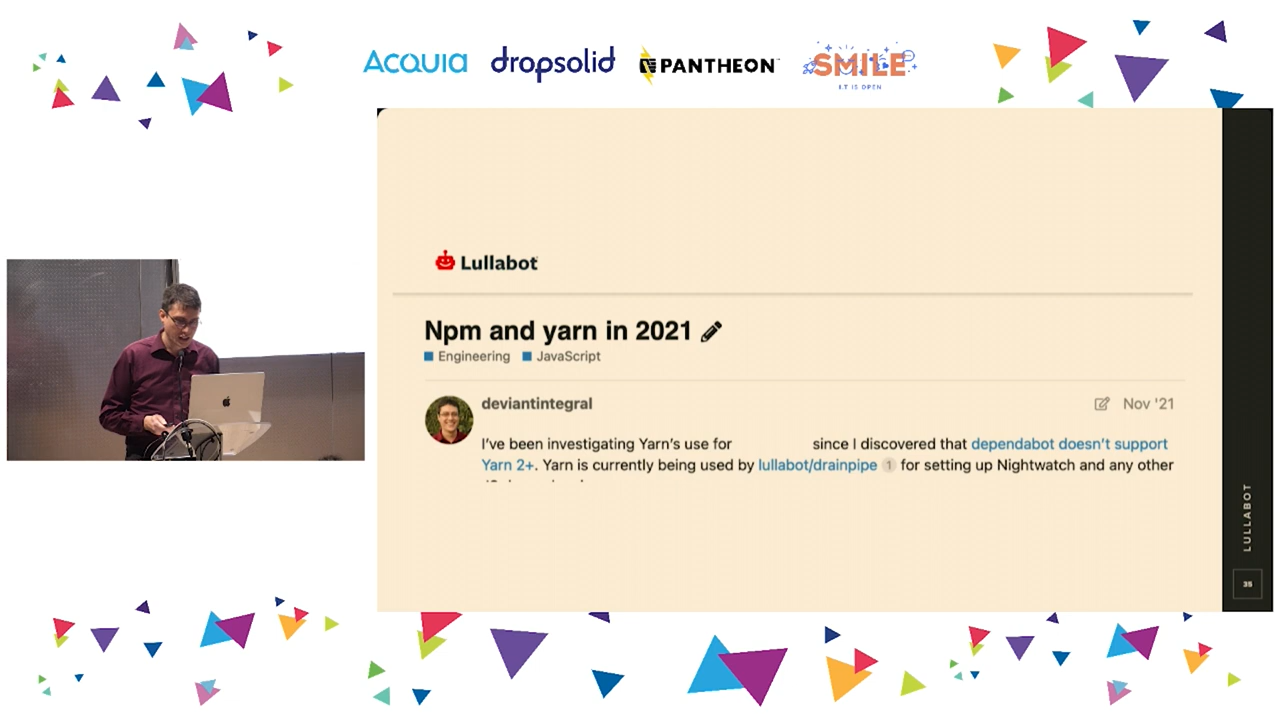 ACQUIA dropsolid PANTHEON SMILE
I.T IS OPEN
Lullabot
Npm and yarn in 2021
Engineering JavaScript
deviantintegral Nov '21
I've been investigating Yarn's use for since I discovered that dependabot doesn't support
Yarn 2+. Yarn is currently being used by lullabot/drainpipe 1 for setting up Nightwatch and any other
LULLABOT
35